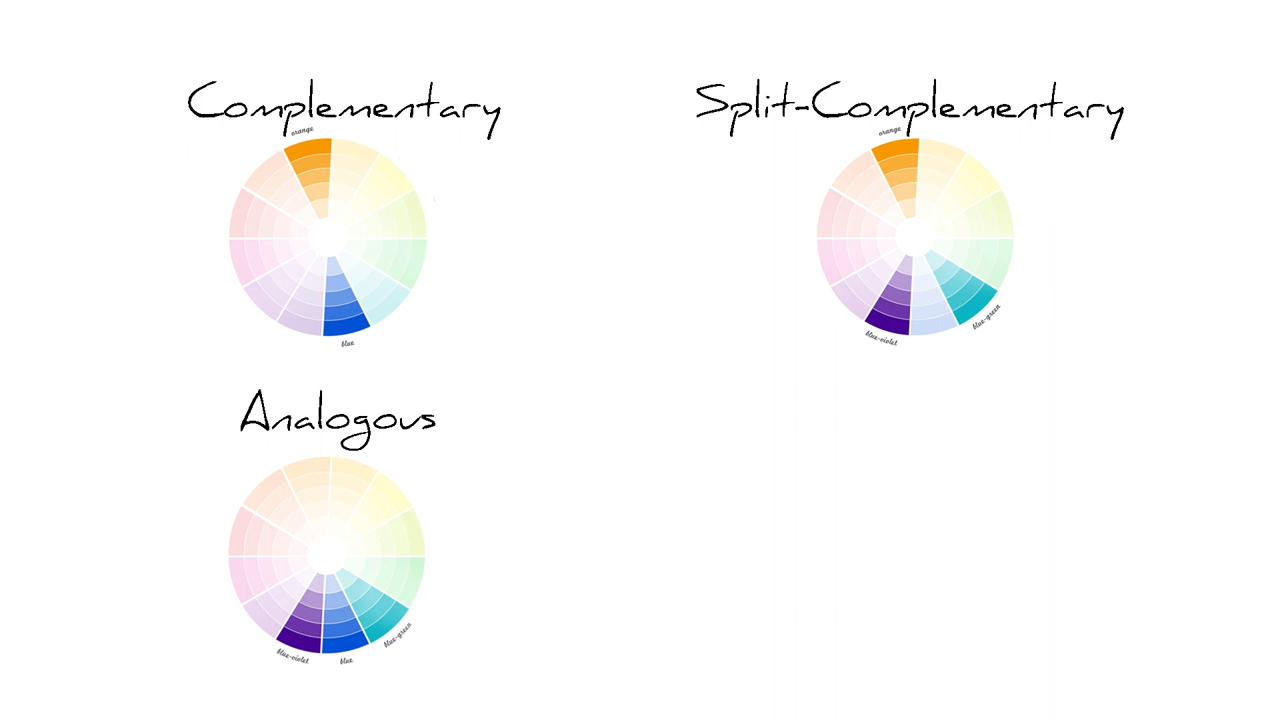 Complementary
orange
blue
Split-Complementary
orange
blue-violet
blue-green
Analogous
blue-violet
blue
blue-green